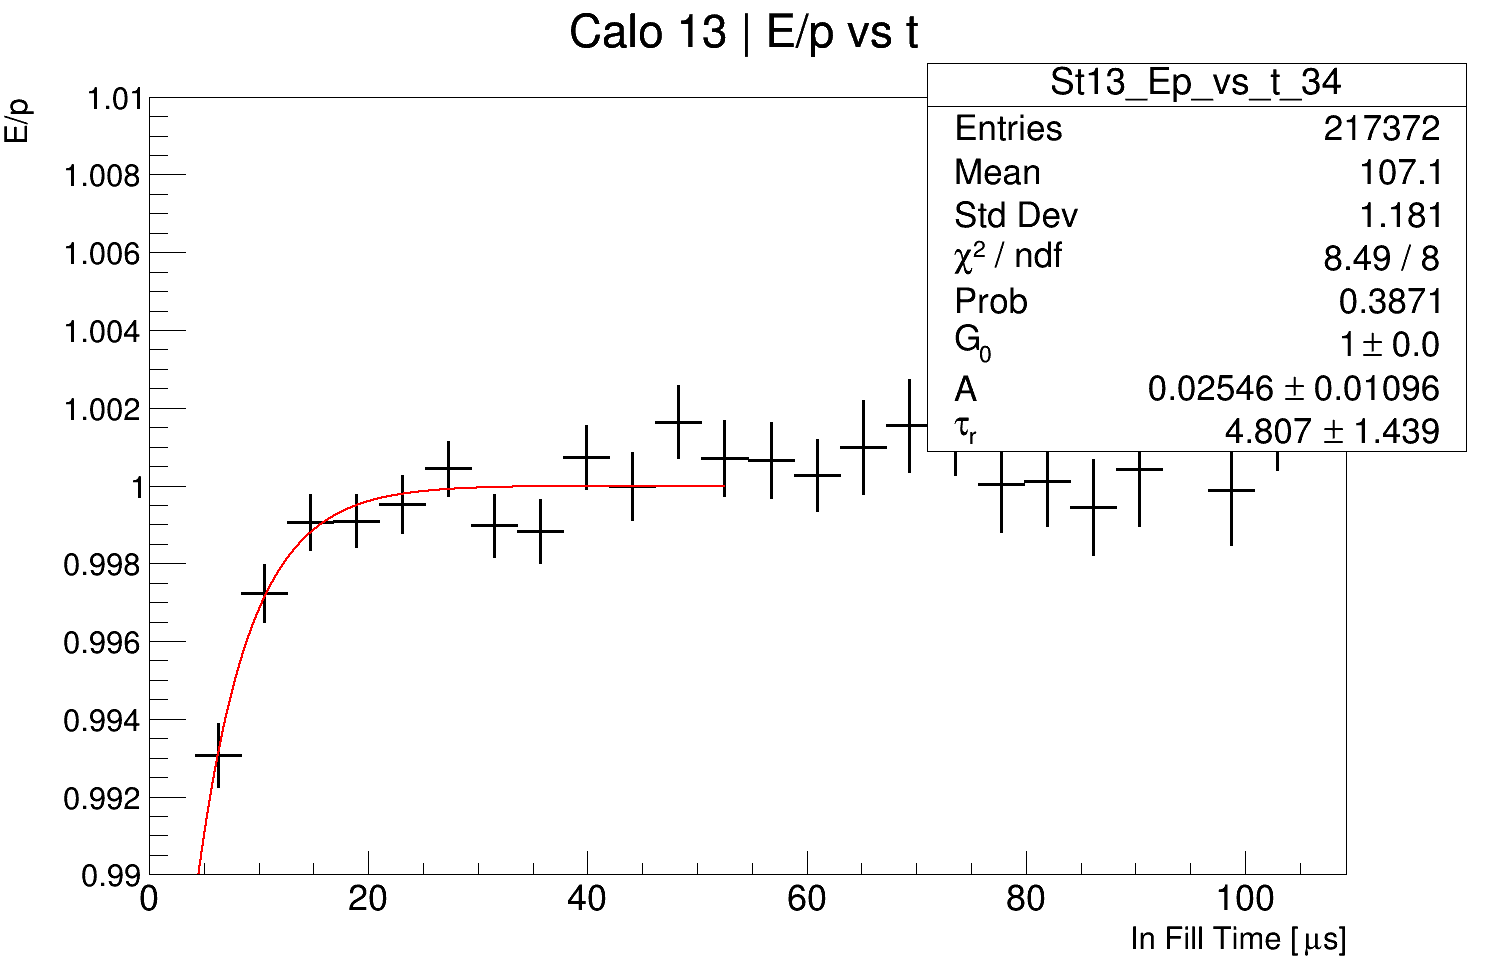 Calo 13 | E/p vs t
E/p
St13_Ep_vs_t_34
Entries 217372
Mean 107.1
Std Dev 1.181
χ² / ndf 8.49 / 8
Prob 0.3871
G₀ 1 ± 0.0
A 0.02546 ± 0.01096
τᵣ 4.807 ± 1.439
1.01
1.008
1.006
1.004
1.002
1
0.998
0.996
0.994
0.992
0.99
0 20 40 60 80 100
In Fill Time [μs]